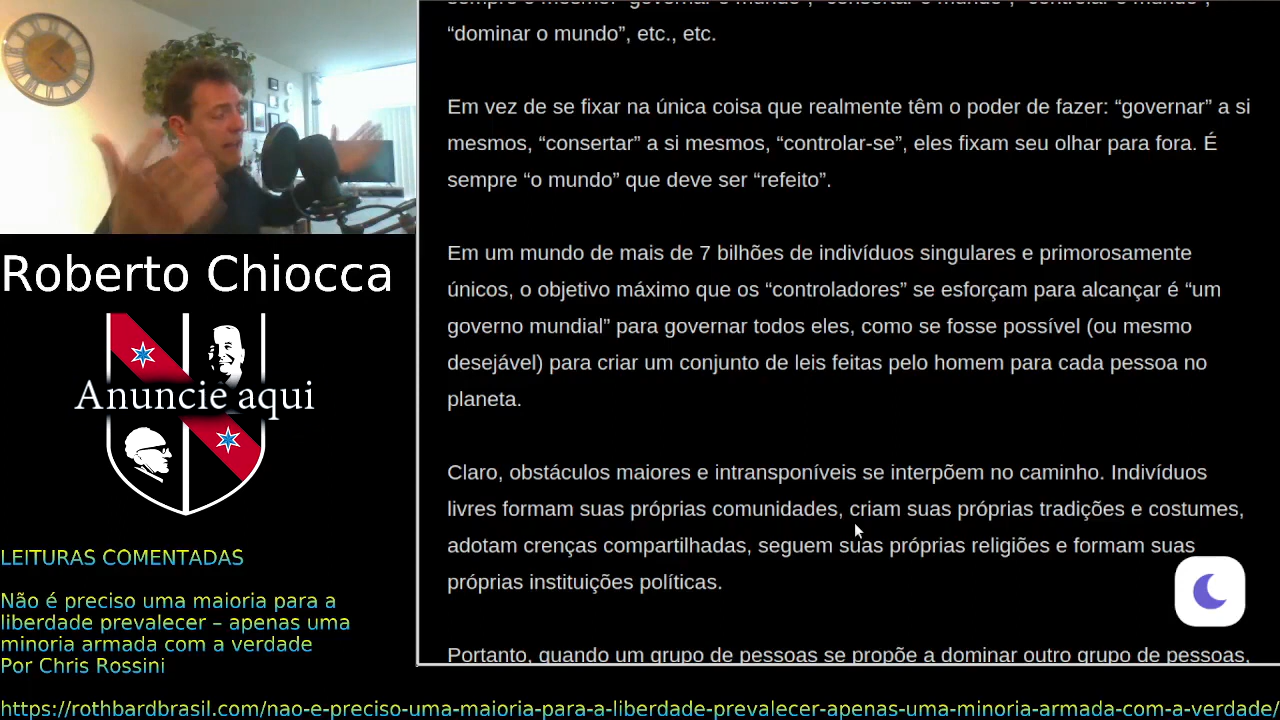 Roberto Chiocca
Anuncie aqui
LEITURAS COMENTADAS
Não é preciso uma maioria para a
liberdade prevalecer – apenas uma
minoria armada com a verdade
Por Chris Rossini
“dominar o mundo”, etc., etc.
Em vez de se fixar na única coisa que realmente têm o poder de fazer: “governar” a si
mesmos, “consertar” a si mesmos, “controlar-se”, eles fixam seu olhar para fora. É
sempre “o mundo” que deve ser “refeito”.
Em um mundo de mais de 7 bilhões de indivíduos singulares e primorosamente
únicos, o objetivo máximo que os “controladores” se esforçam para alcançar é “um
governo mundial” para governar todos eles, como se fosse possível (ou mesmo
desejável) para criar um conjunto de leis feitas pelo homem para cada pessoa no
planeta.
Claro, obstáculos maiores e intransponíveis se interpõem no caminho. Indivíduos
livres formam suas próprias comunidades, criam suas próprias tradições e costumes,
adotam crenças compartilhadas, seguem suas próprias religiões e formam suas
próprias instituições políticas.
Portanto, quando um grupo de pessoas se propõe a dominar outro grupo de pessoas,
https://rothbardbrasil.com/nao-e-preciso-uma-maioria-para-a-liberdade-prevalecer-apenas-uma-minoria-armada-com-a-verdade/